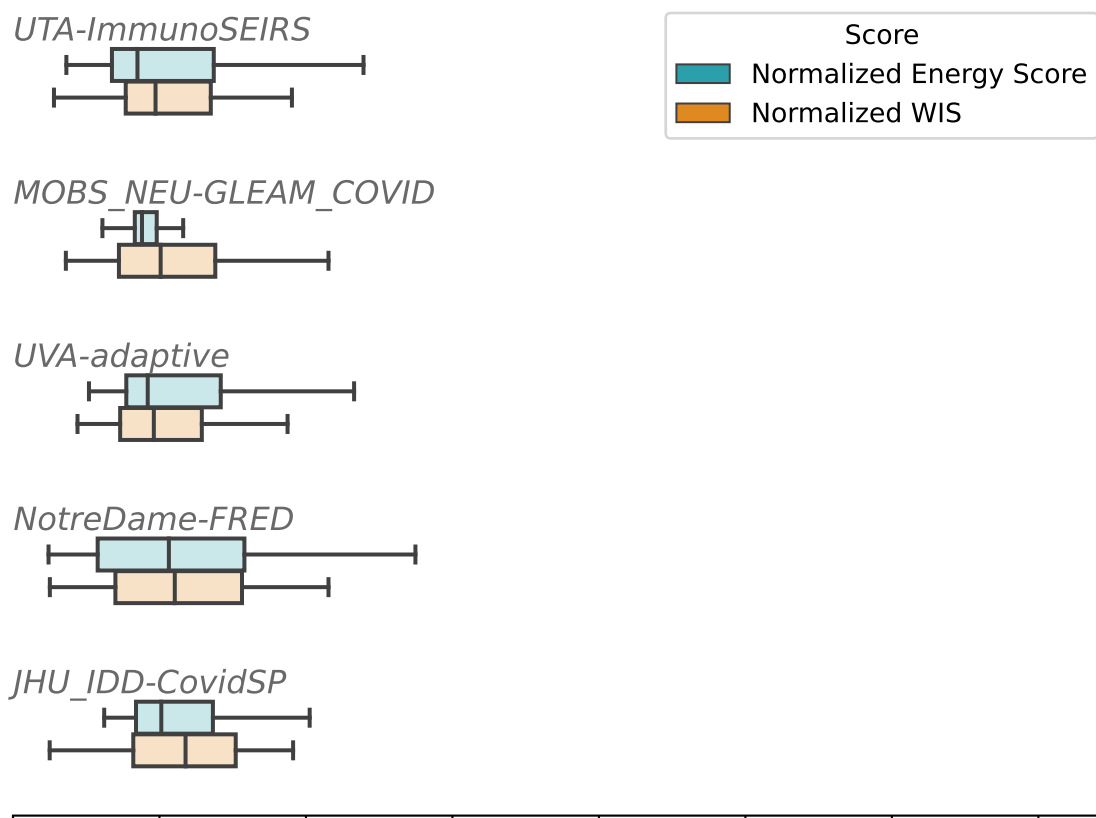 UTA-ImmunoSEIRS
Score
Normalized Energy Score
Normalized WIS
MOBS_NEU-GLEAM_COVID
UVA-adaptive
NotreDame-FRED
JHU_IDD-CovidSP